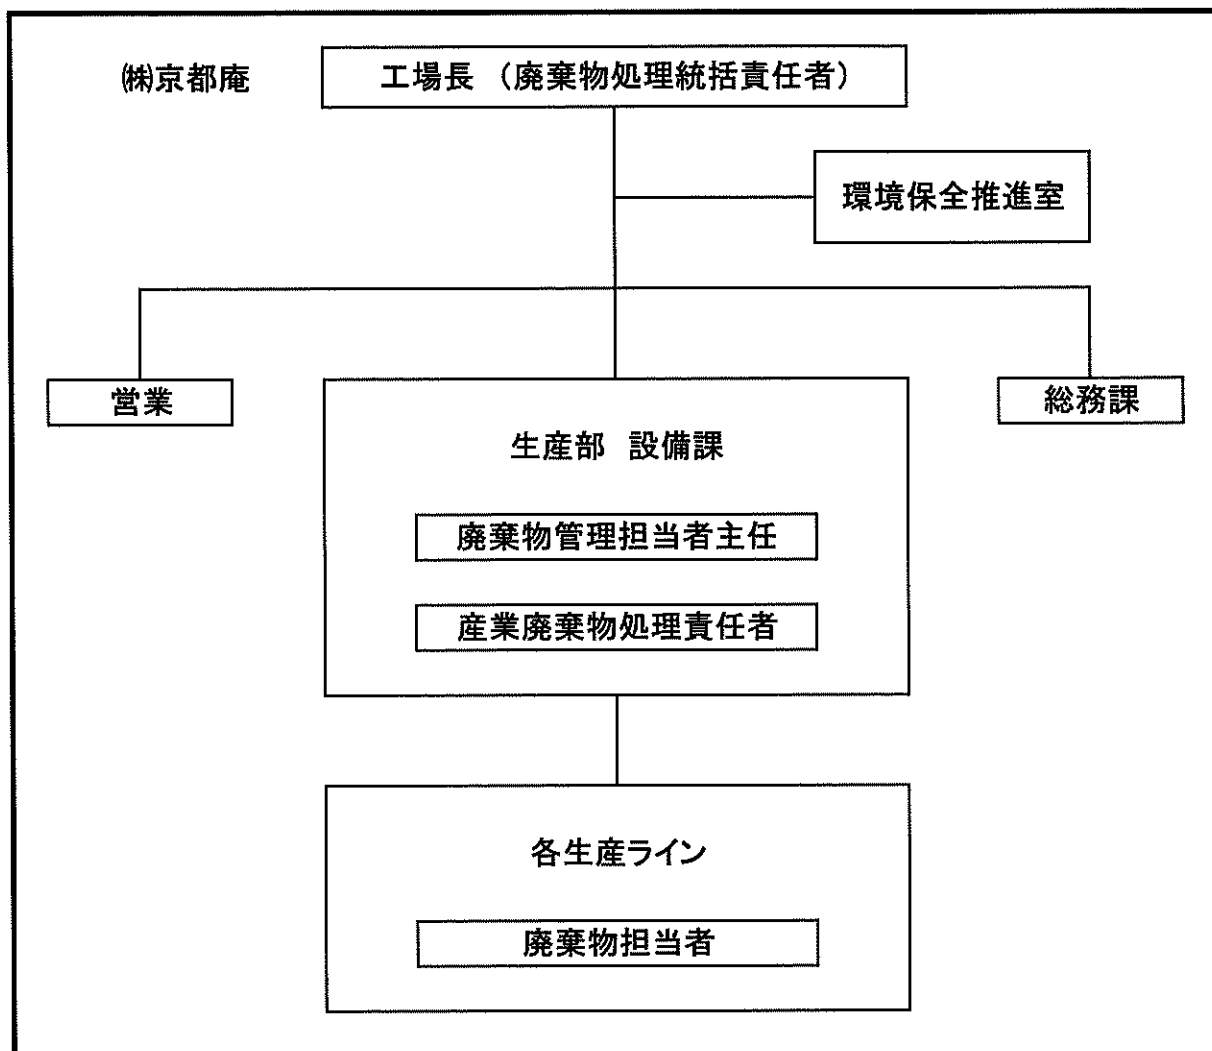 ㈱京都庵
工場長 （廃棄物処理統括責任者）
環境保全推進室
営業
生産部 設備課
総務課
廃棄物管理担当者主任
産業廃棄物処理責任者
各生産ライン
廃棄物担当者